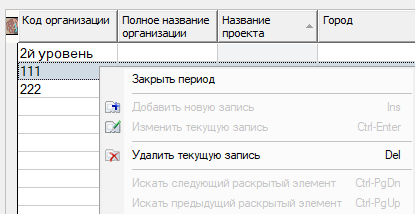 Код организации Полное название организации Название проекта Город
2й уровень
111
222
Закрыть период
Добавить новую запись Ins
Изменить текущую запись Ctrl-Enter
Удалить текущую запись Del
Искать следующий раскрытый элемент Ctrl-PgDn
Искать предыдущий раскрытый элемент Ctrl-PgUp